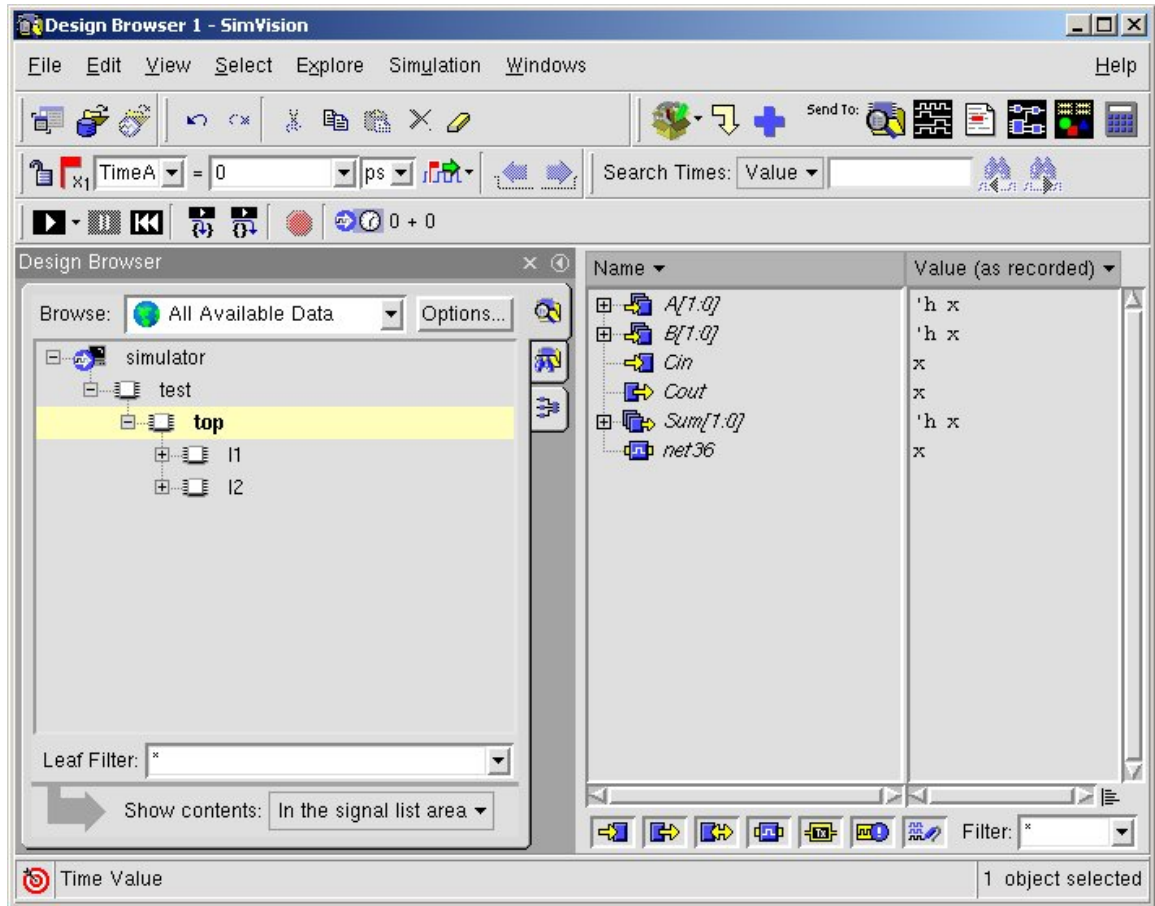 Design Browser 1 - SimVision
File Edit View Select Explore Simulation Windows Help
Send To:
X1 TimeA = 0 ps Search Times: Value
0 + 0
Design Browser
Browse: All Available Data Options...
simulator
test
top
I1
I2
Leaf Filter: *
Show contents: In the signal list area
Name Value (as recorded)
A[1:0] 'h x
B[1:0] 'h x
Cin x
Cout x
Sum[1:0] 'h x
net36 x
TX Filter: *
Time Value 1 object selected